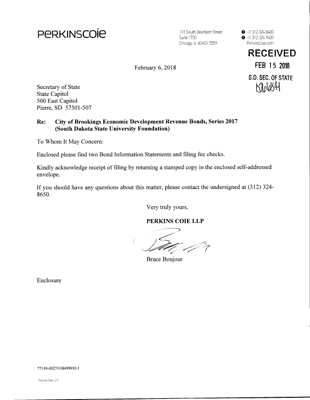 PERKINSCOIE
131 South Dearborn Street
Suite 1700
Chicago, IL 60603-5559
+1.312.324.8400
+1.312.324.9400
PerkinsCoie.com
RECEIVED
FEB 15 2018
S.D. SEC. OF STATE
February 6, 2018
Secretary of State
State Capitol
500 East Capitol
Pierre, SD 57501-507
Re: City of Brookings Economic Development Revenue Bonds, Series 2017
(South Dakota State University Foundation)
To Whom It May Concern:
Enclosed please find two Bond Information Statements and filing fee checks.
Kindly acknowledge receipt of filing by returning a stamped copy in the enclosed self-addressed
envelope.
If you should have any questions about this matter, please contact the undersigned at (312) 324-
8650.
Very truly yours,
PERKINS COIE LLP
Bruce Bonjour
Enclosure
Perkins Coie LLP